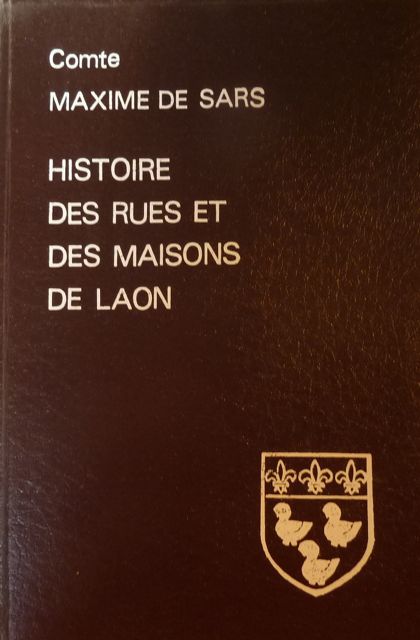 Comte
MAXIME DE SARS
HISTOIRE
DES RUES ET
DES MAISONS
DE LAON